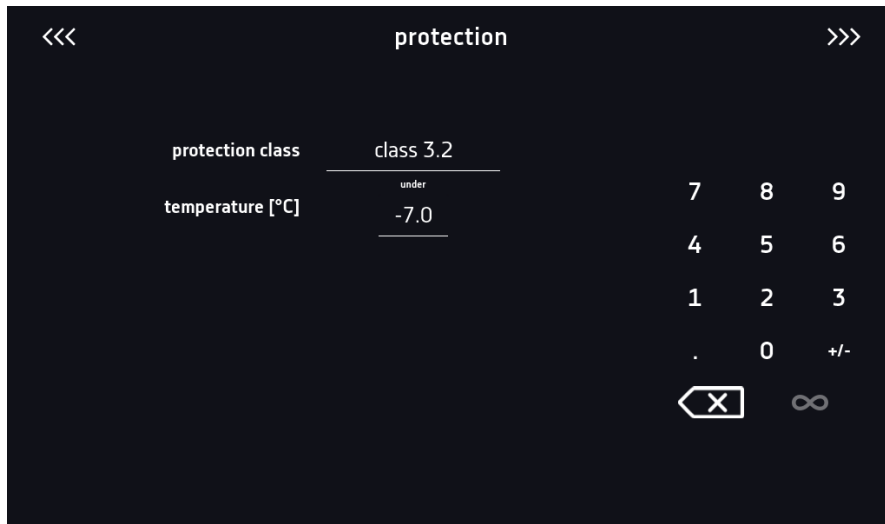 <<< protection >>>
protection class class 3.2
under
temperature [°C] -7.0
7 8 9
4 5 6
1 2 3
. 0 +/-
∞